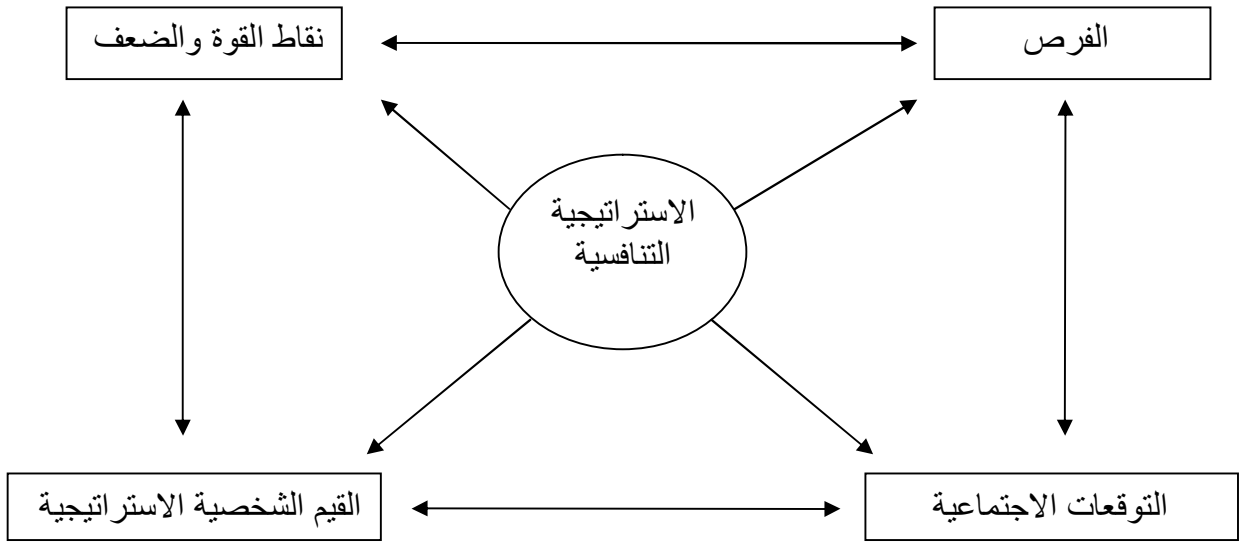 الفرص
نقاط القوة والضعف
الاستراتيجية
التنافسية
التوقعات الاجتماعية
القيم الشخصية الاستراتيجية